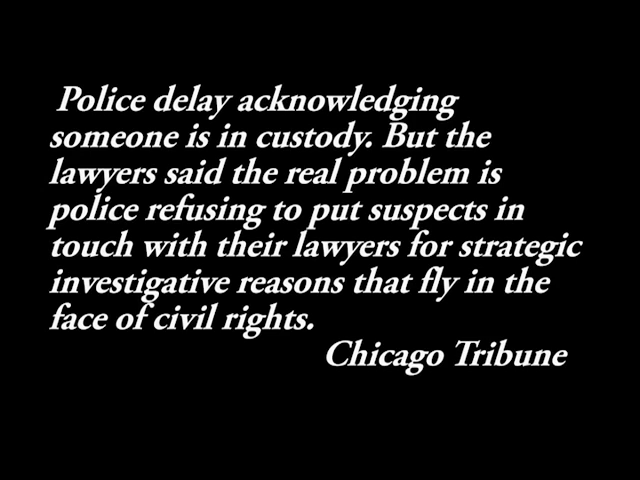 Police delay acknowledging
someone is in custody. But the
lawyers said the real problem is
police refusing to put suspects in
touch with their lawyers for strategic
investigative reasons that fly in the
face of civil rights.
Chicago Tribune